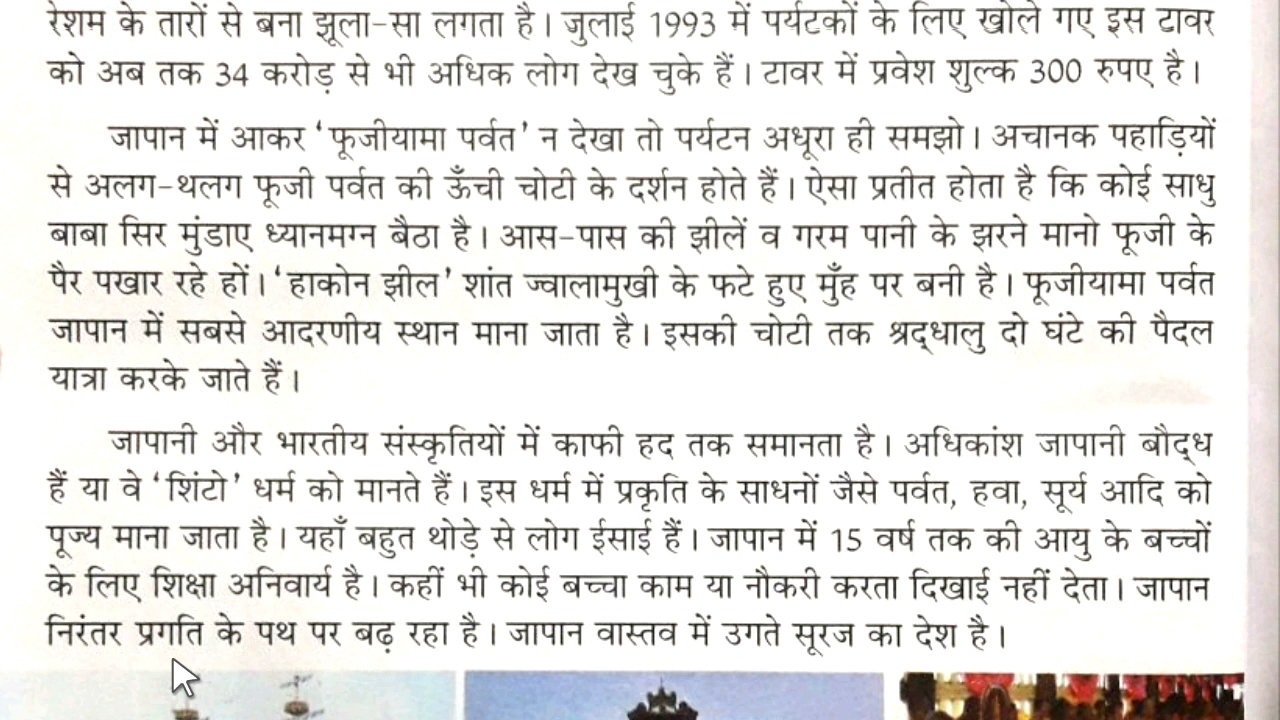 रेशम के तारों से बना झूला-सा लगता है। जुलाई 1993 में पर्यटकों के लिए खोले गए इस टावर
को अब तक 34 करोड़ से भी अधिक लोग देख चुके हैं। टावर में प्रवेश शुल्क 300 रुपए है।
जापान में आकर 'फूजीयामा पर्वत' न देखा तो पर्यटन अधूरा ही समझो। अचानक पहाड़ियों
से अलग-थलग फूजी पर्वत की ऊँची चोटी के दर्शन होते हैं। ऐसा प्रतीत होता है कि कोई साधु
बाबा सिर मुंडाए ध्यानमग्न बैठा है। आस-पास की झीलें व गरम पानी के झरने मानो फूजी के
पैर पखार रहे हों। 'हाकोन झील' शांत ज्वालामुखी के फटे हुए मुँह पर बनी है। फूजीयामा पर्वत
जापान में सबसे आदरणीय स्थान माना जाता है। इसकी चोटी तक श्रद्धालु दो घंटे की पैदल
यात्रा करके जाते हैं।
जापानी और भारतीय संस्कृतियों में काफी हद तक समानता है। अधिकांश जापानी बौद्ध
हैं या वे 'शिंटो' धर्म को मानते हैं। इस धर्म में प्रकृति के साधनों जैसे पर्वत, हवा, सूर्य आदि को
पूज्य माना जाता है। यहाँ बहुत थोड़े से लोग ईसाई हैं। जापान में 15 वर्ष तक की आयु के बच्चों
के लिए शिक्षा अनिवार्य है। कहीं भी कोई बच्चा काम या नौकरी करता दिखाई नहीं देता। जापान
निरंतर प्रगति के पथ पर बढ़ रहा है। जापान वास्तव में उगते सूरज का देश है।